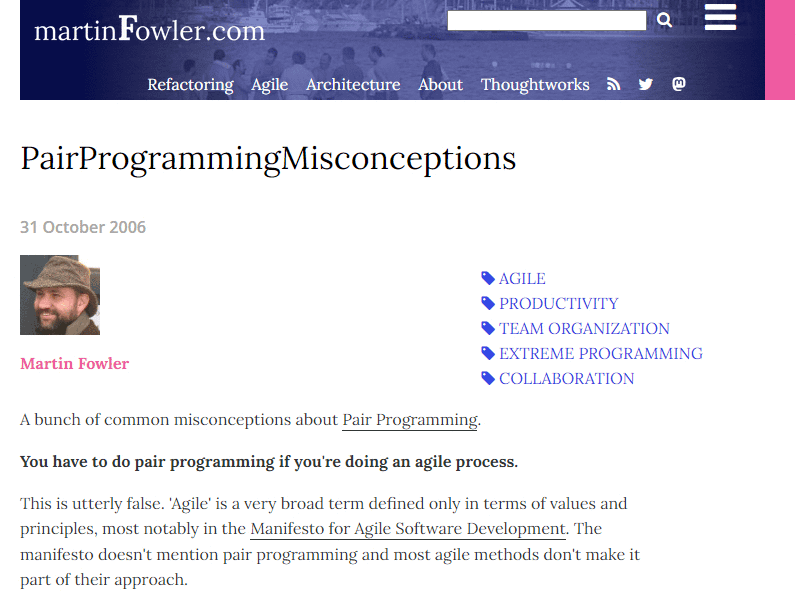 martinFowler.com
Refactoring Agile Architecture About Thoughtworks
PairProgrammingMisconceptions
31 October 2006
Martin Fowler
AGILE
PRODUCTIVITY
TEAM ORGANIZATION
EXTREME PROGRAMMING
COLLABORATION
A bunch of common misconceptions about Pair Programming.
You have to do pair programming if you're doing an agile process.
This is utterly false. 'Agile' is a very broad term defined only in terms of values and
principles, most notably in the Manifesto for Agile Software Development. The
manifesto doesn't mention pair programming and most agile methods don't make it
part of their approach.